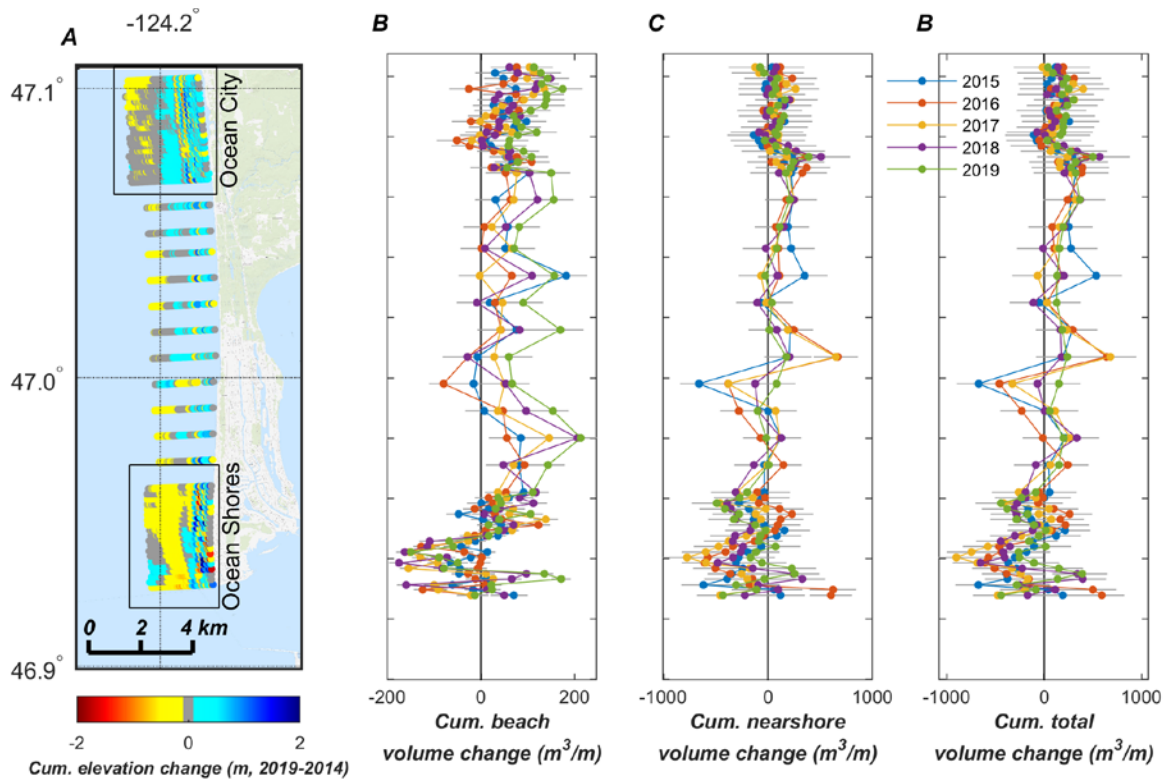 -124.2°
A
B
C
B
47.1°
47.0°
46.9°
Ocean City
Ocean Shores
0 2 4 km
-2 0 2
Cum. elevation change (m, 2019-2014)
2015
2016
2017
2018
2019
-200 0 200
Cum. beach
volume change (m³/m)
-1000 0 1000
Cum. nearshore
volume change (m³/m)
-1000 0 1000
Cum. total
volume change (m³/m)